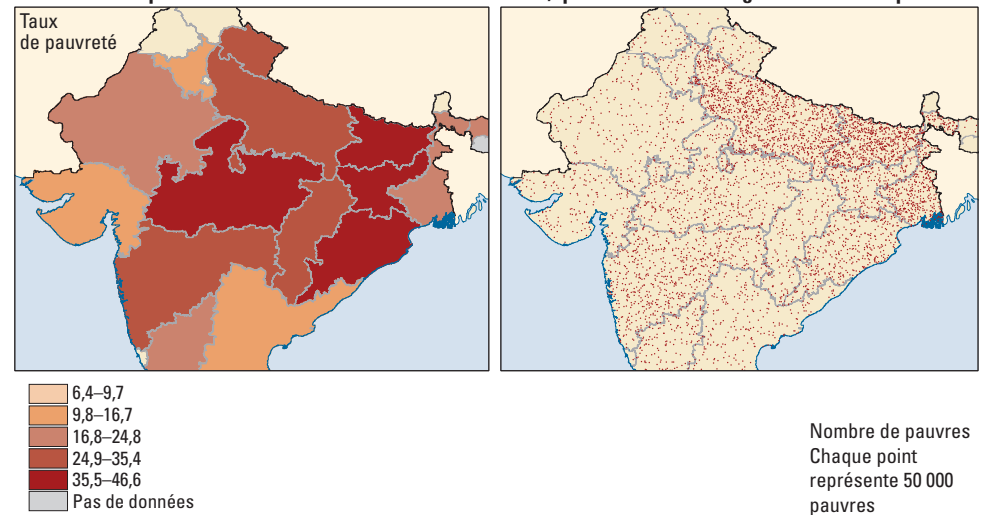 Taux
de pauvreté
6,4–9,7
9,8–16,7
16,8–24,8
24,9–35,4
35,5–46,6
Pas de données
Nombre de pauvres
Chaque point
représente 50 000
pauvres